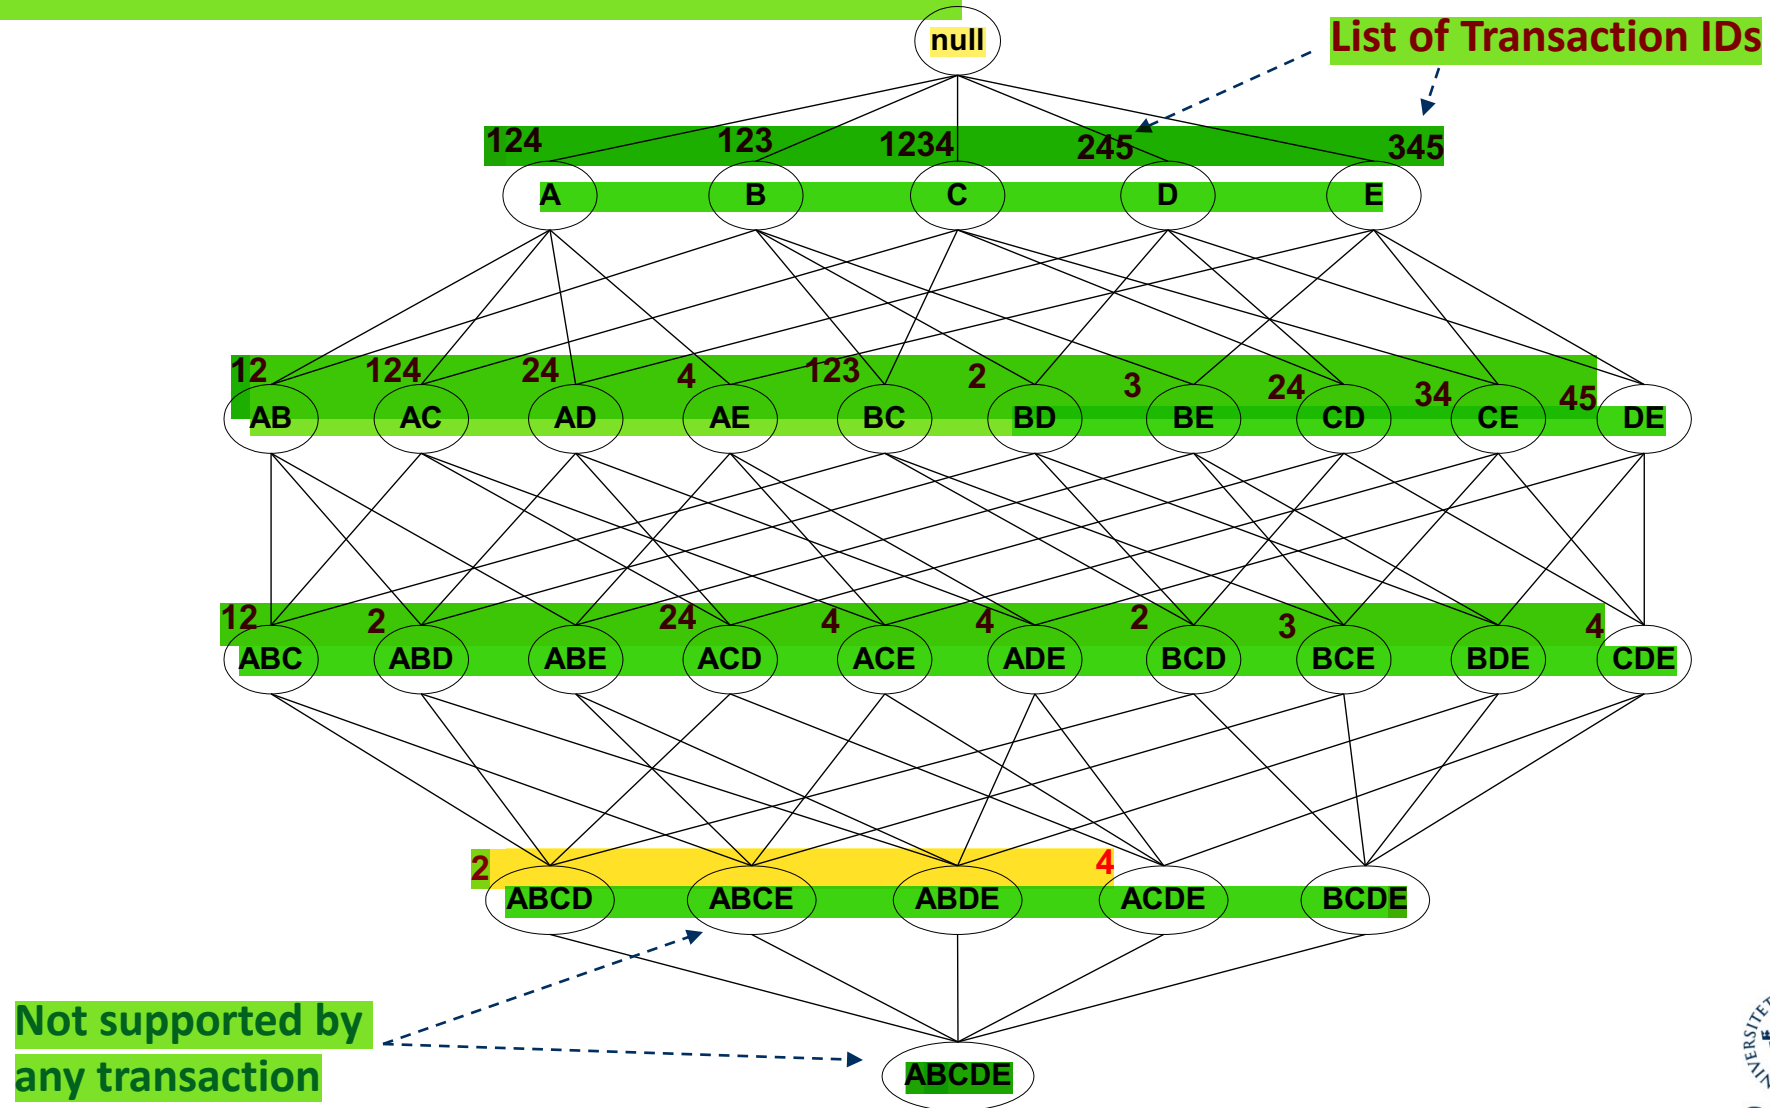 null
List of Transaction IDs
124 123 1234 245 345
A B C D E
12 124 24 4 123 2 3 24 34 45
AB AC AD AE BC BD BE CD CE DE
12 2 24 4 4 2 3 4
ABC ABD ABE ACD ACE ADE BCD BCE BDE CDE
2 4
ABCD ABCE ABDE ACDE BCDE
Not supported by
any transaction
ABCDE